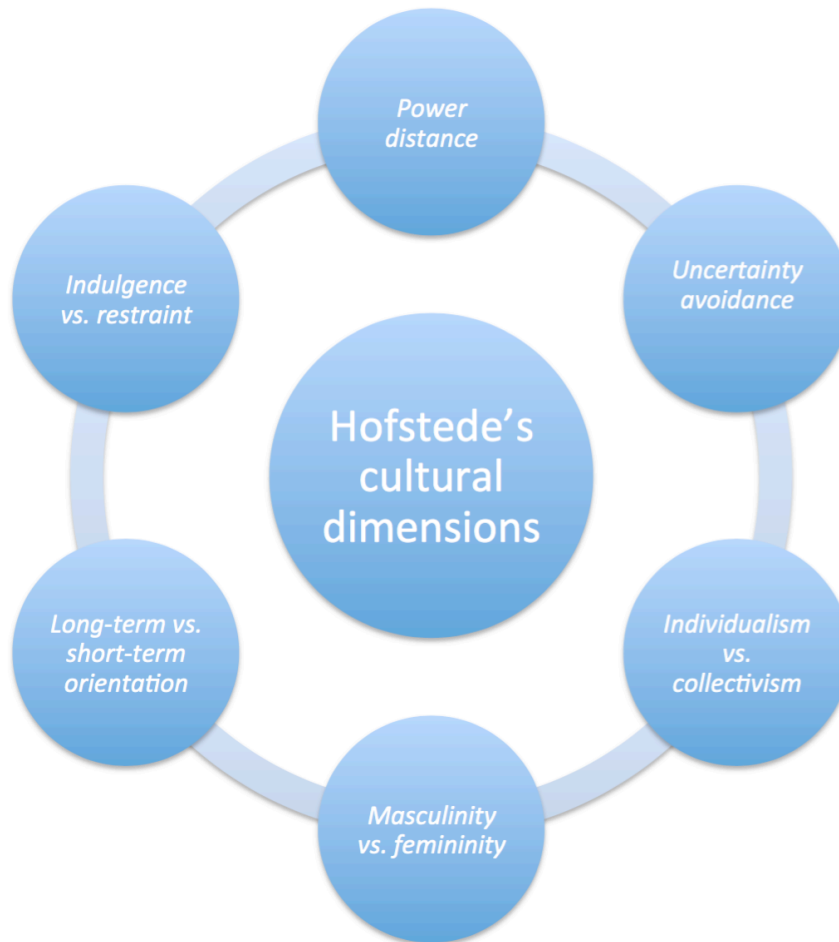 Power
distance
Uncertainty
avoidance
Individualism
vs.
collectivism
Masculinity
vs. femininity
Long-term vs.
short-term
orientation
Indulgence
vs. restraint
Hofstede’s
cultural
dimensions